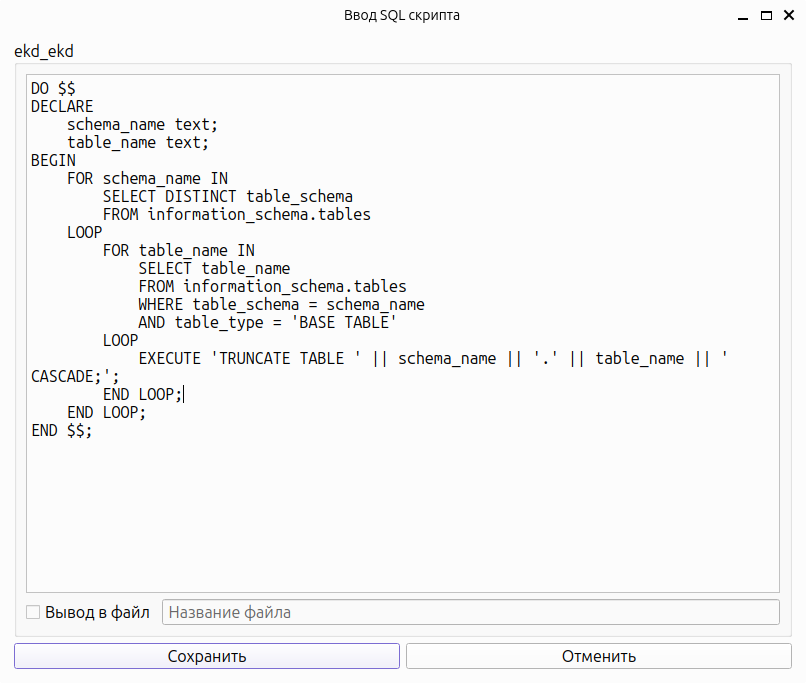 Ввод SQL скрипта
ekd_ekd
DO $$
DECLARE
    schema_name text;
    table_name text;
BEGIN
    FOR schema_name IN
        SELECT DISTINCT table_schema
        FROM information_schema.tables
    LOOP
        FOR table_name IN
            SELECT table_name
            FROM information_schema.tables
            WHERE table_schema = schema_name
            AND table_type = 'BASE TABLE'
        LOOP
            EXECUTE 'TRUNCATE TABLE ' || schema_name || '.' || table_name || '
CASCADE;';
        END LOOP;
    END LOOP;
END $$;
Вывод в файл Название файла
Сохранить Отменить